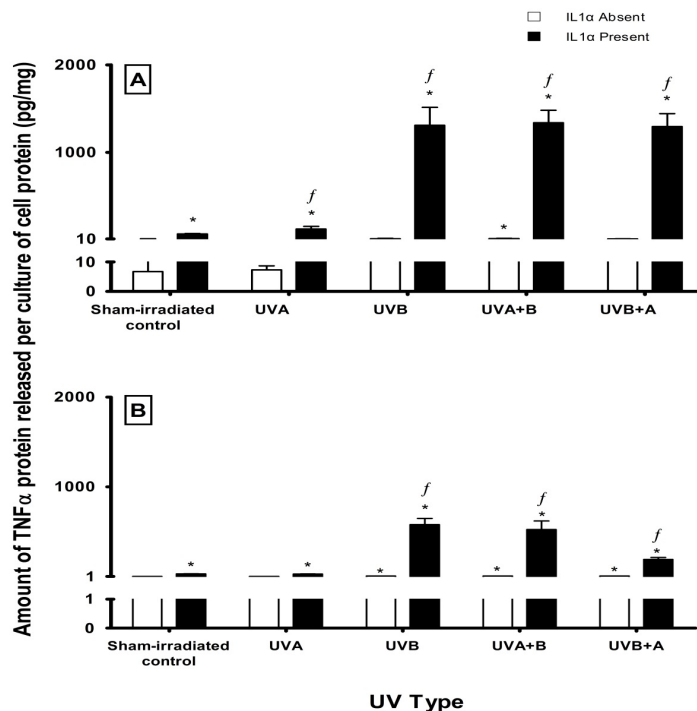 IL1α Absent
IL1α Present
Amount of TNFα protein released per culture of cell protein (pg/mg)
A
2000
1000
10
10
0
f
*
f
*
f
*
f
*
*
*
Sham-irradiated
control
UVA
UVB
UVA+B
UVB+A
B
2000
1000
1
1
0
f
*
f
*
f
*
*
*
*
*
*
Sham-irradiated
control
UVA
UVB
UVA+B
UVB+A
UV Type